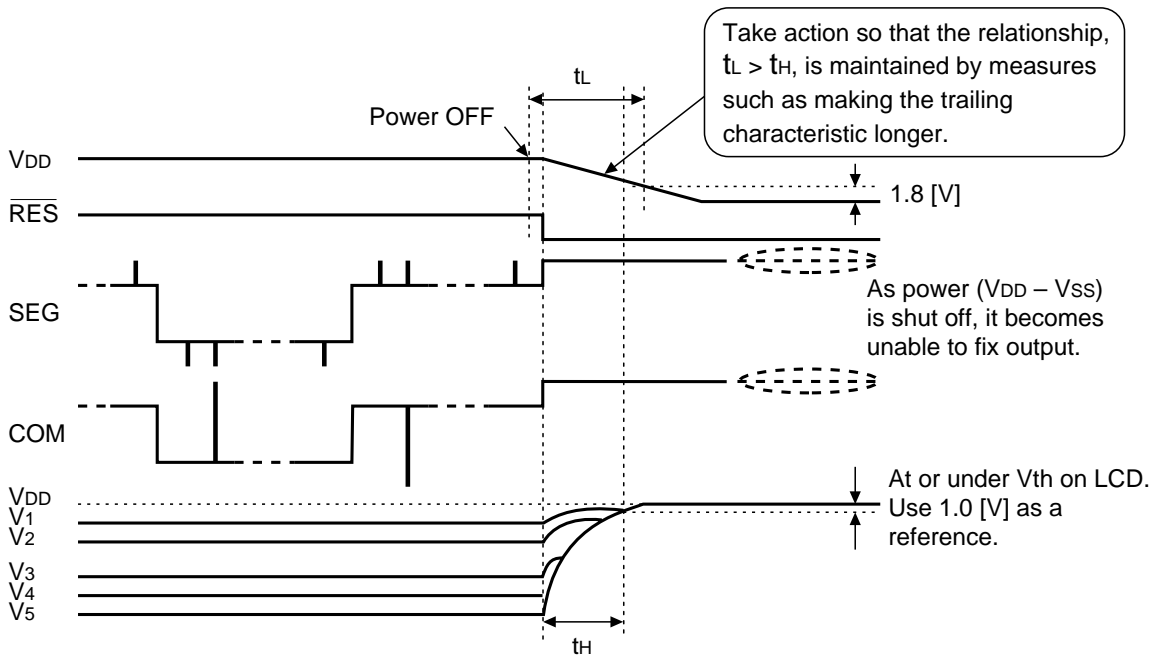 Take action so that the relationship,
tL > tH, is maintained by measures
such as making the trailing
characteristic longer.
tL
Power OFF
VDD
1.8 [V]
RES
SEG
As power (VDD – VSS)
is shut off, it becomes
unable to fix output.
COM
At or under Vth on LCD.
Use 1.0 [V] as a
reference.
VDD
V1
V2
V3
V4
V5
tH